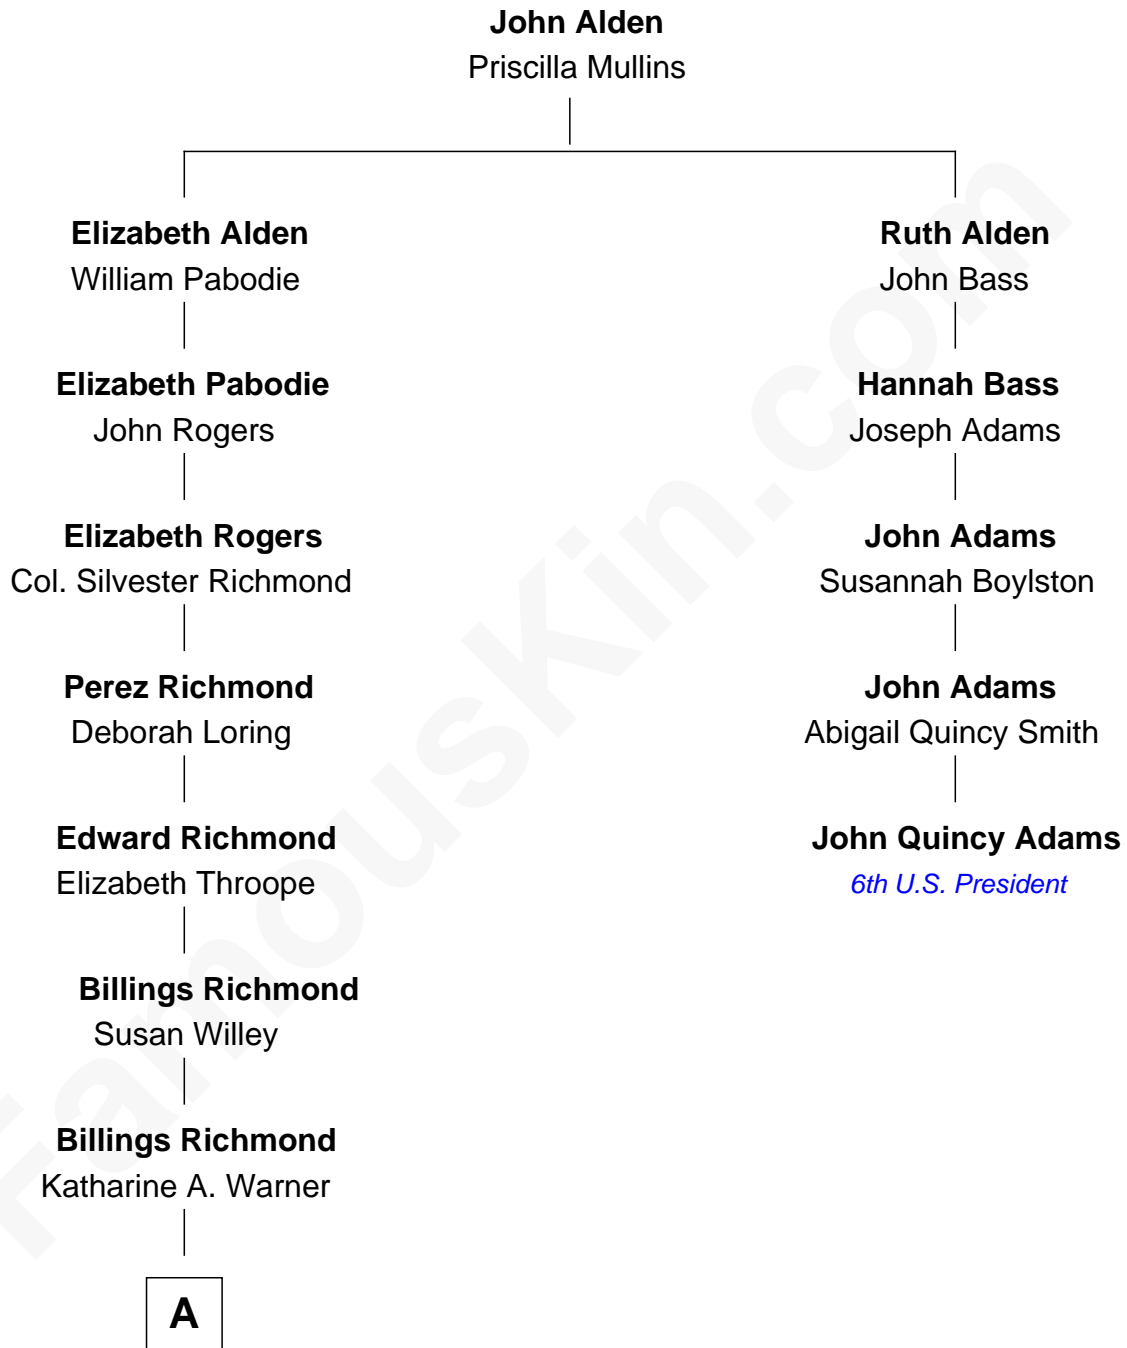 John Alden
Priscilla Mullins
Elizabeth Alden
William Pabodie
Ruth Alden
John Bass
Elizabeth Pabodie
John Rogers
Hannah Bass
Joseph Adams
Elizabeth Rogers
Col. Silvester Richmond
John Adams
Susannah Boylston
Perez Richmond
Deborah Loring
John Adams
Abigail Quincy Smith
Edward Richmond
Elizabeth Throope
John Quincy Adams
6th U.S. President
Billings Richmond
Susan Willey
Billings Richmond
Katharine A. Warner
A
FamousKin.com